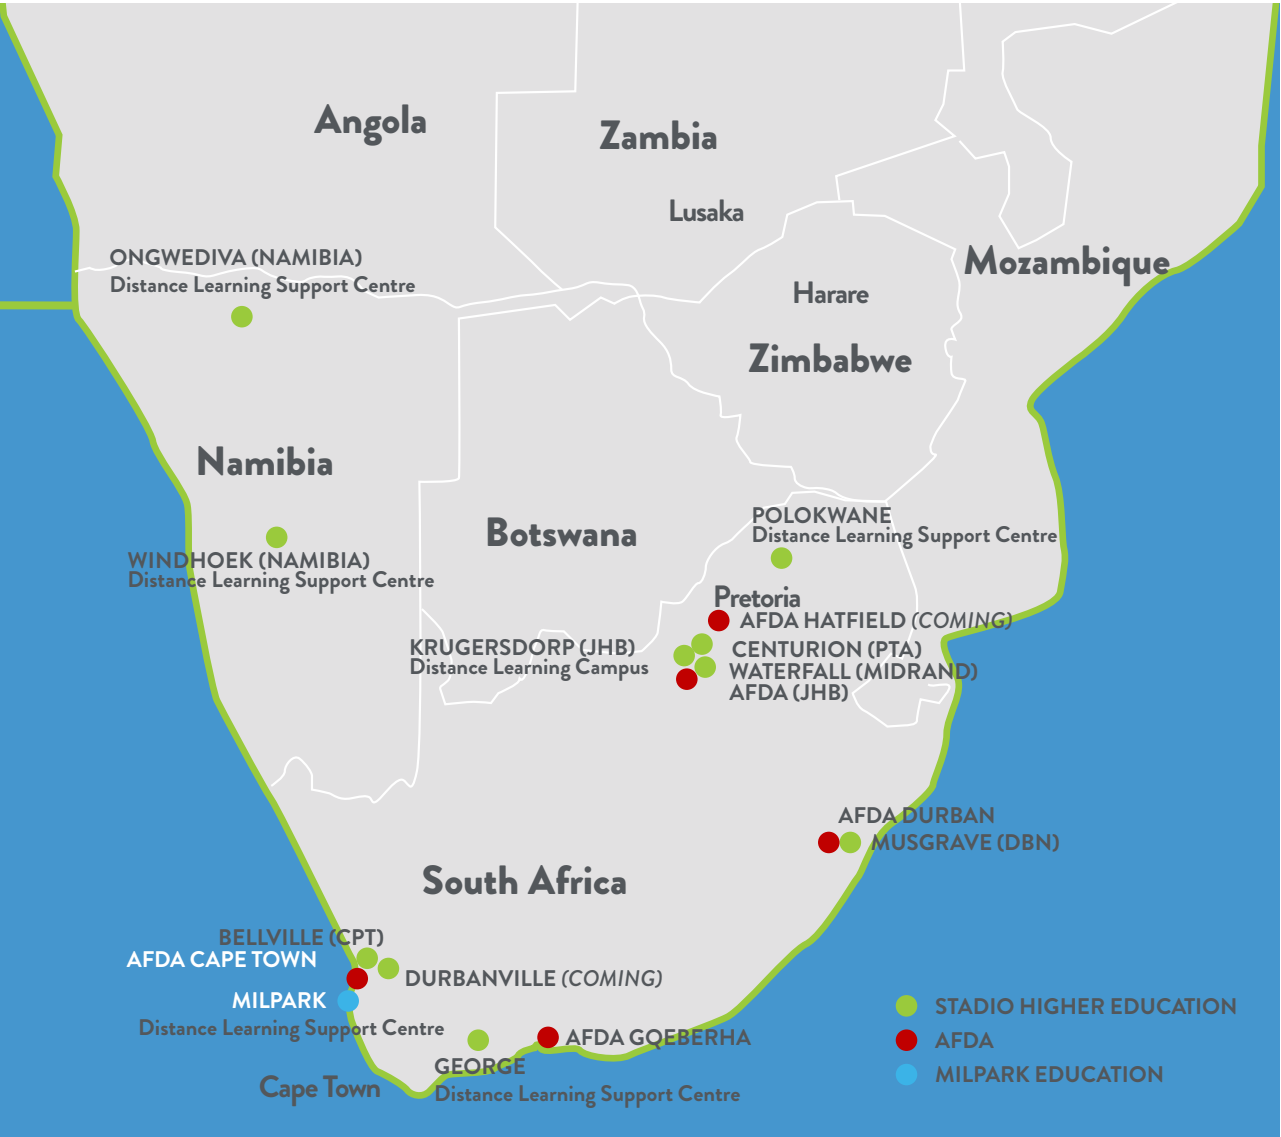 Angola
Zambia
Lusaka
ONGWEDIVA (NAMIBIA)
Distance Learning Support Centre
Mozambique
Harare
Zimbabwe
Namibia
Botswana
POLOKWANE
Distance Learning Support Centre
WINDHOEK (NAMIBIA)
Distance Learning Support Centre
Pretoria
AFDA HATFIELD (COMING)
KRUGERSDORP (JHB)
Distance Learning Campus
CENTURION (PTA)
WATERFALL (MIDRAND)
AFDA (JHB)
AFDA DURBAN
MUSGRAVE (DBN)
South Africa
BELLVILLE (CPT)
AFDA CAPE TOWN
DURBANVILLE (COMING)
MILPARK
Distance Learning Support Centre
AFDA GQEBERHA
GEORGE
Distance Learning Support Centre
Cape Town
STADIO HIGHER EDUCATION
AFDA
MILPARK EDUCATION